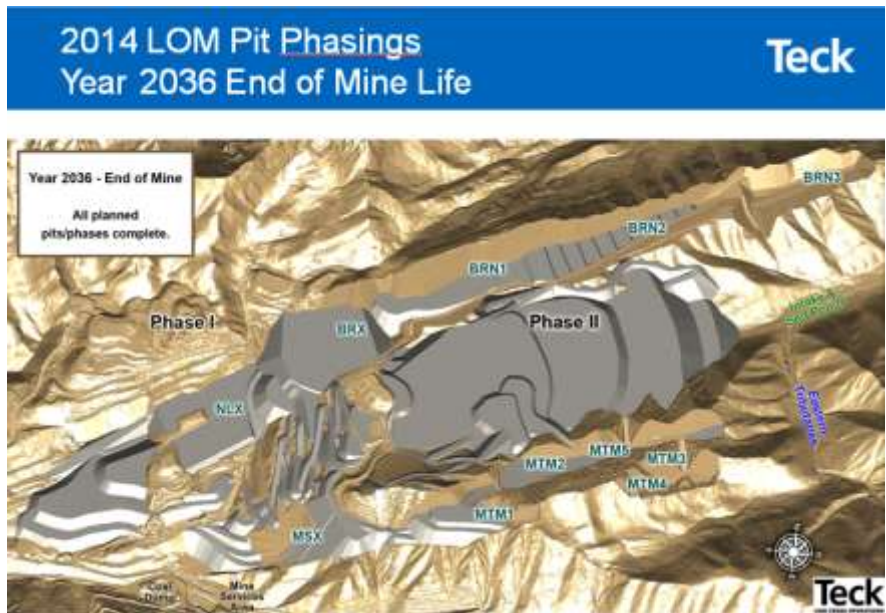 2014 LOM Pit Phasings
Year 2036 End of Mine Life
Teck
Year 2036 - End of Mine
All planned
pits/phases complete.
BRN3
BRN2
BRN1
Phase I
BRX
Phase II
NLX
MTM5
MTM2
MTM3
MTM4
MTM1
MSX
Eastern
Tributaries
Coal
Dump
Mine
Services
Area
Teck